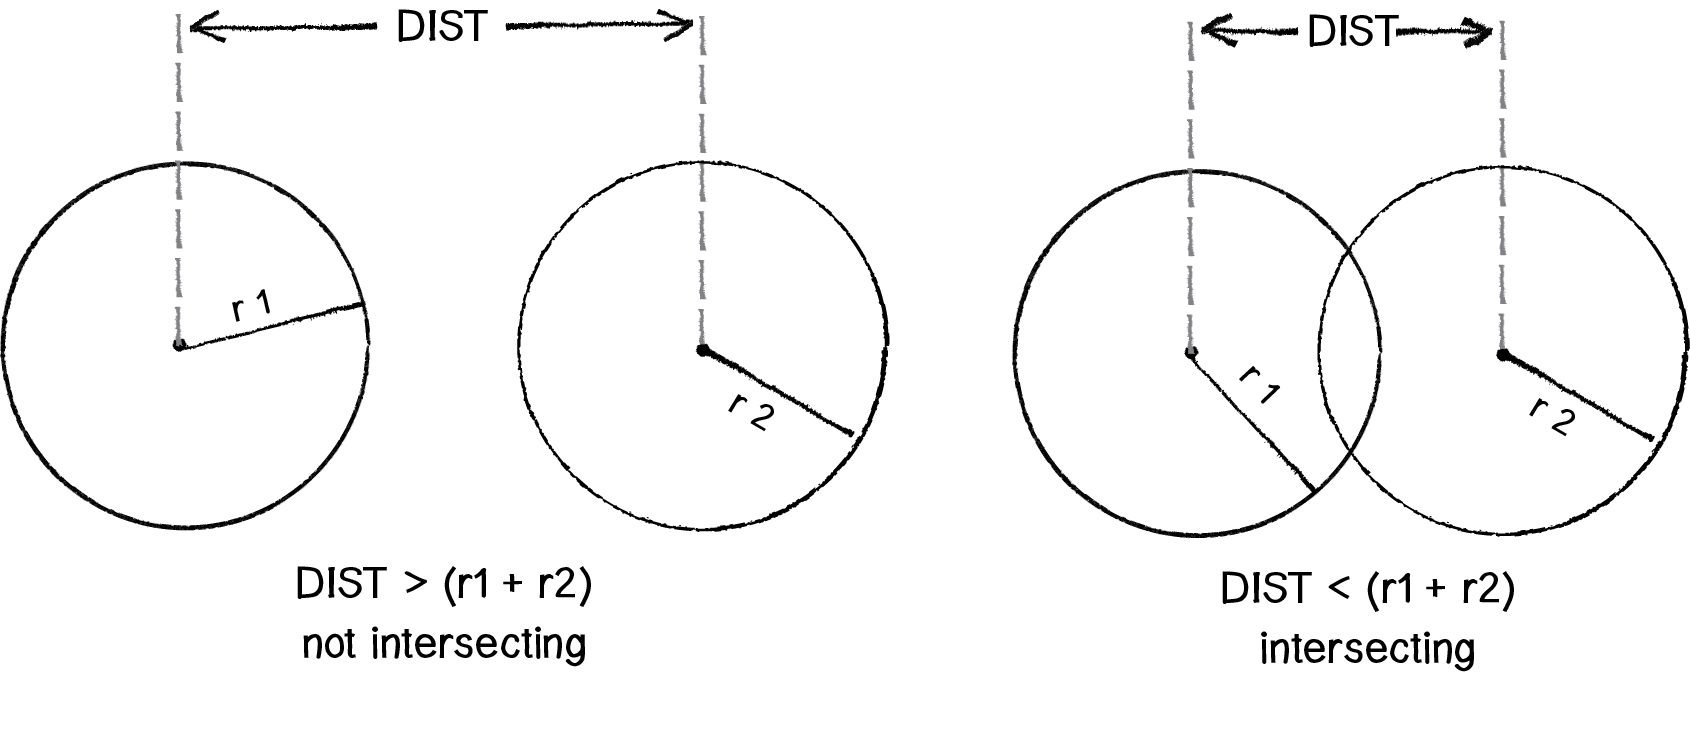 DIST
r 1
r 2
DIST > (r1 + r2)
not intersecting
DIST
r 1
r 2
DIST < (r1 + r2)
intersecting